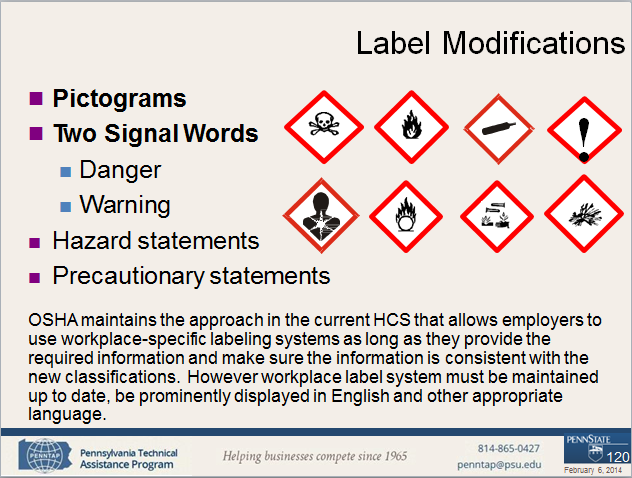 Label Modifications
Pictograms
Two Signal Words
Danger
Warning
Hazard statements
Precautionary statements
OSHA maintains the approach in the current HCS that allows employers to
use workplace-specific labeling systems as long as they provide the
required information and make sure the information is consistent with the
new classifications. However workplace label system must be maintained
up to date, be prominently displayed in English and other appropriate
language.
PENNTAP
Pennsylvania Technical
Assistance Program
Helping businesses compete since 1965
814-865-0427
penntap@psu.edu
PENNSTATE
120
February 6, 2014